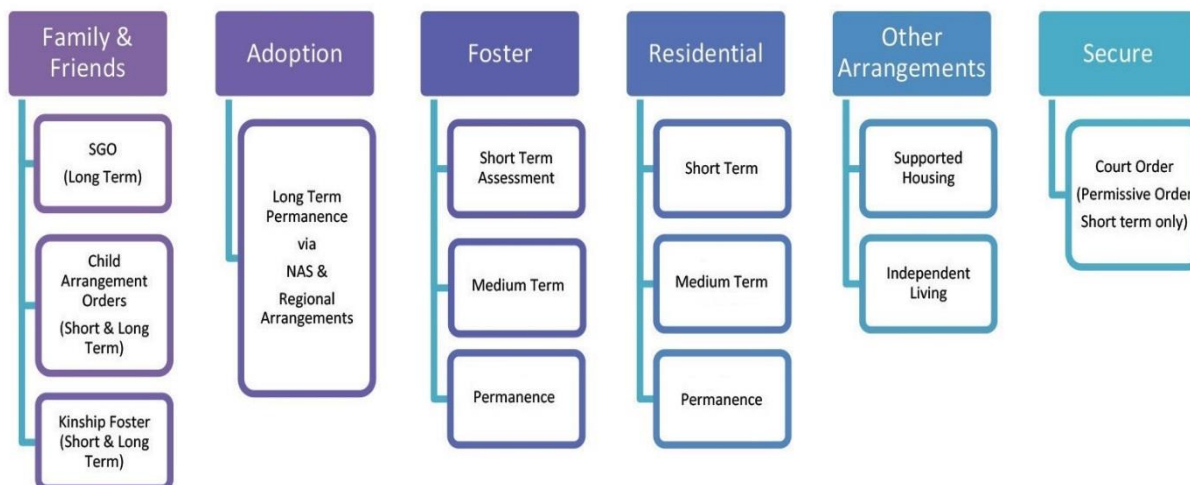 Family &
Friends
SGO
(Long Term)
Child
Arrangement
Orders
(Short & Long
Term)
Kinship Foster
(Short & Long
Term)
Adoption
Long Term
Permanence
via
NAS &
Regional
Arrangements
Foster
Short Term
Assessment
Medium Term
Permanence
Residential
Short Term
Medium Term
Permanence
Other
Arrangements
Supported
Housing
Independent
Living
Secure
Court Order
(Permissive Order
Short term only)